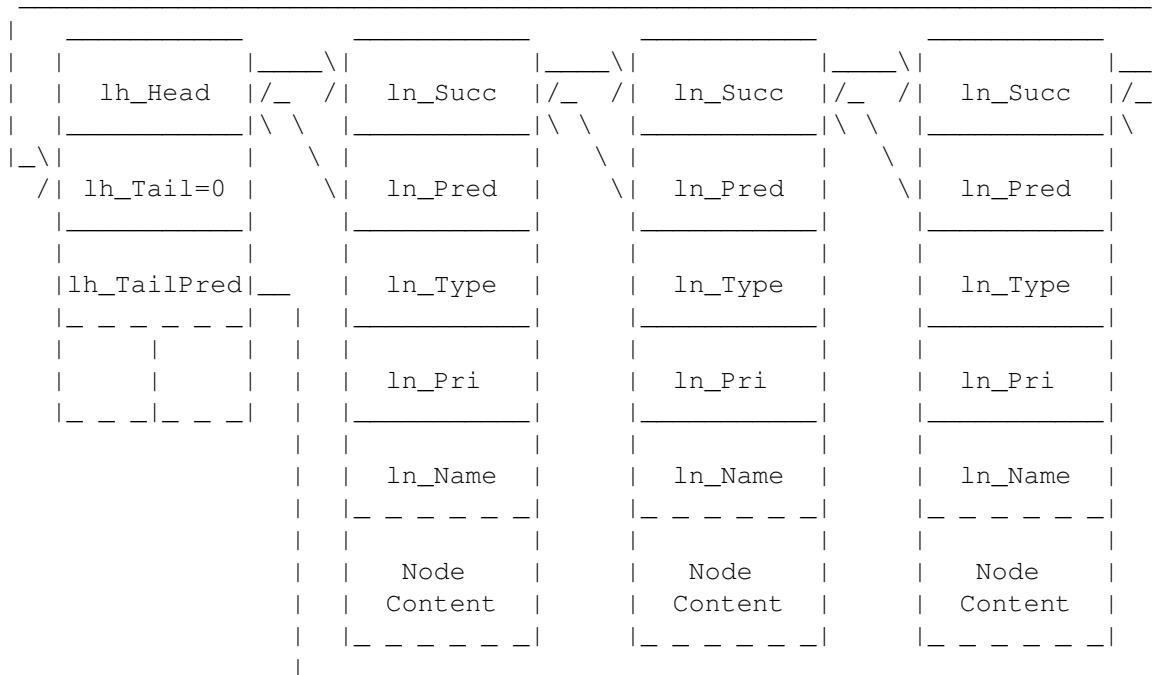 lh_Head ln_Succ ln_Succ ln_Succ
lh_Tail=0 ln_Pred ln_Pred ln_Pred
lh_TailPred ln_Type ln_Type ln_Type
ln_Pri ln_Pri ln_Pri
ln_Name ln_Name ln_Name
Node Node Node
Content Content Content